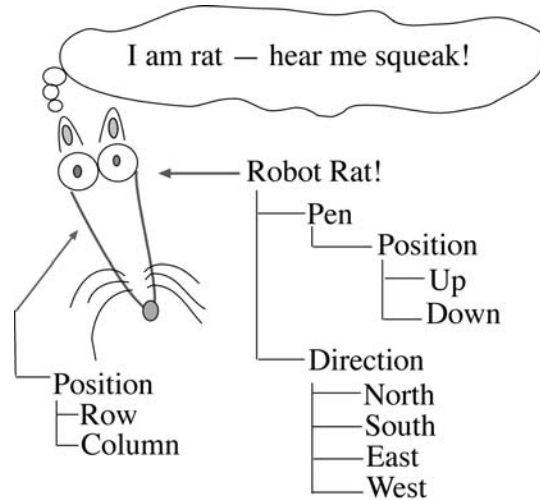 I am rat — hear me squeak!
Robot Rat!
Pen
Position
Up
Down
Direction
North
South
East
West
Position
Row
Column